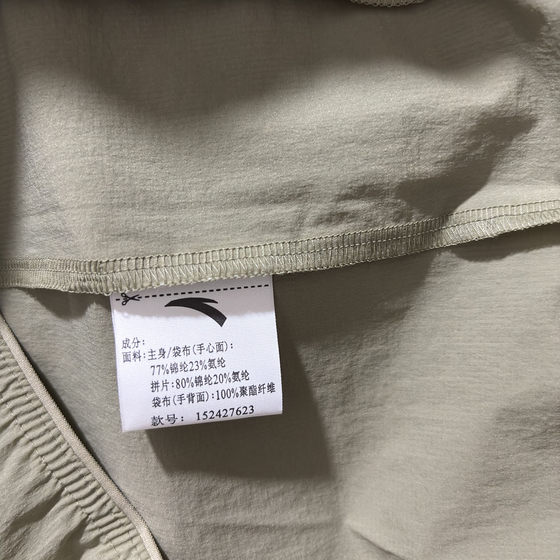 成分:
面料:主身/袋布(手心面):
77%锦纶23%氨纶
拼片:80%锦纶20%氨纶
袋布(手背面):100%聚酯纤维
款号: 152427623